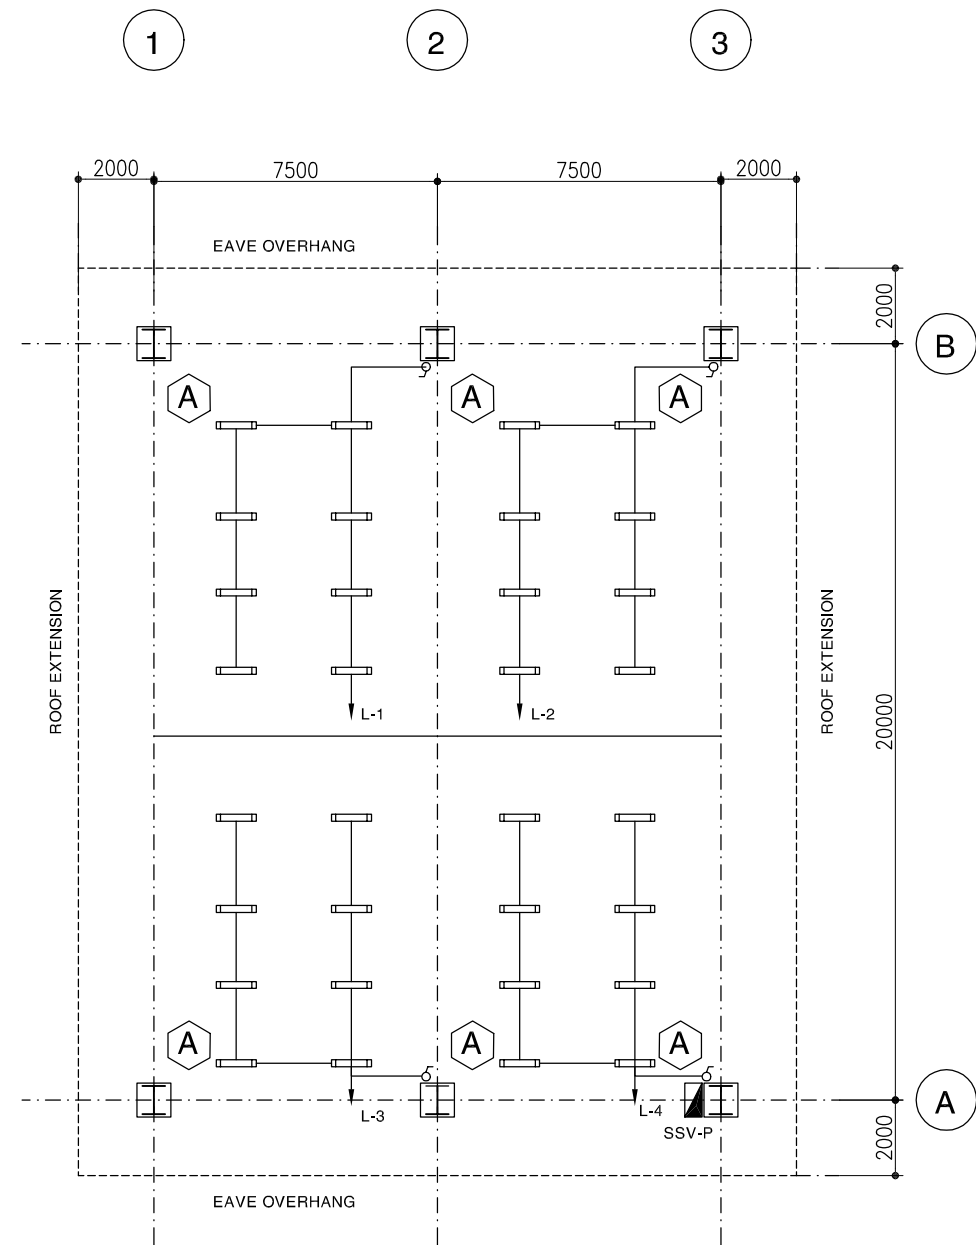 1
2
3
2000
7500
7500
2000
EAVE OVERHANG
2000
B
A
A
A
L-1
L-2
ROOF EXTENSION
ROOF EXTENSION
20000
A
A
A
L-3
L-4
SSV-P
A
2000
EAVE OVERHANG